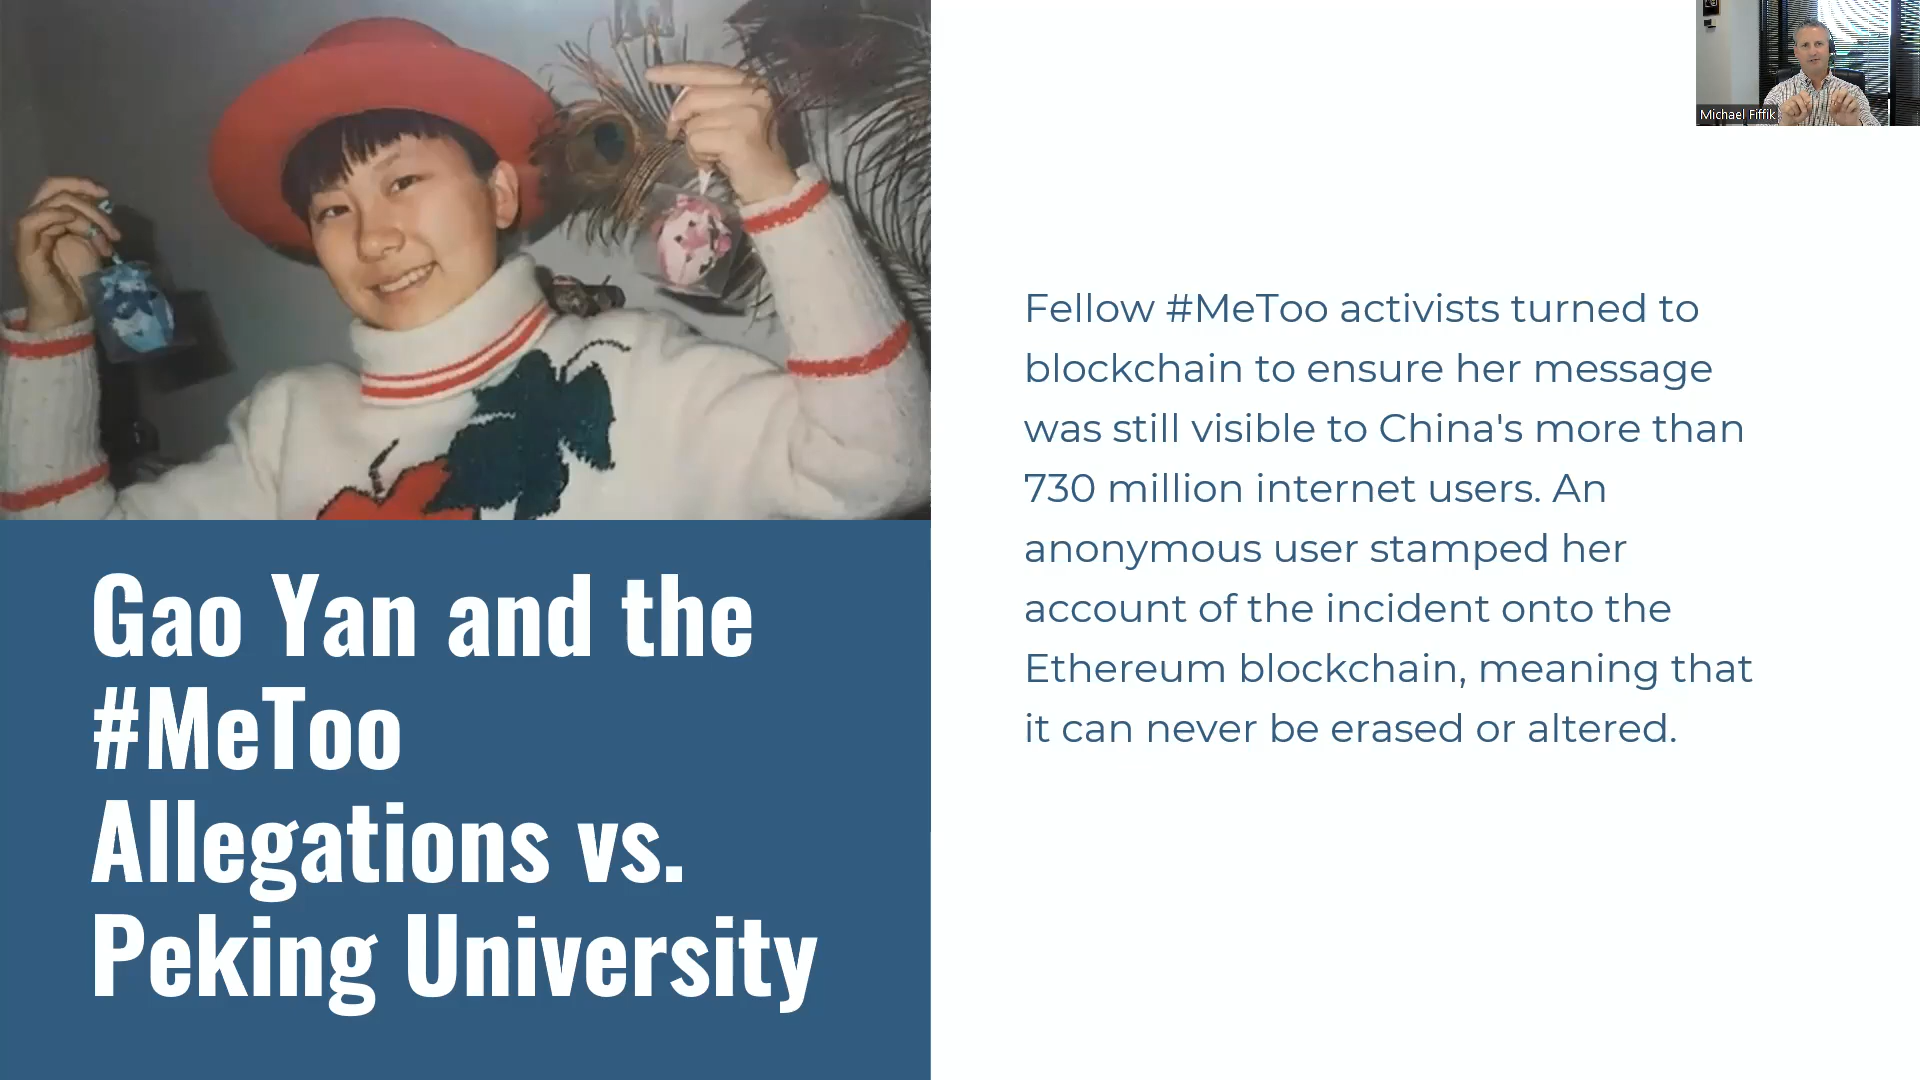 Michael Fiffik
Fellow #MeToo activists turned to
blockchain to ensure her message
was still visible to China's more than
730 million internet users. An
anonymous user stamped her
account of the incident onto the
Ethereum blockchain, meaning that
it can never be erased or altered.
Gao Yan and the
#MeToo
Allegations vs.
Peking University